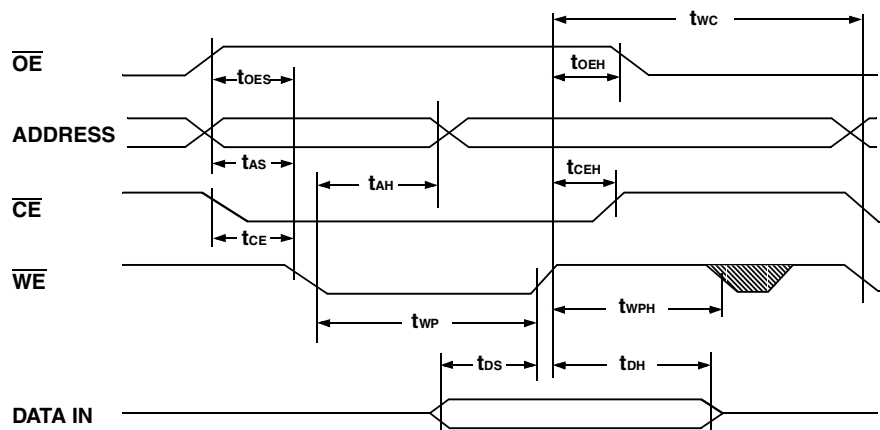 tWC
OE
tOES
tOEH
ADDRESS
tAS
tAH
tCEH
CE
tCE
WE
tWP
tWPH
tDS
tDH
DATA IN